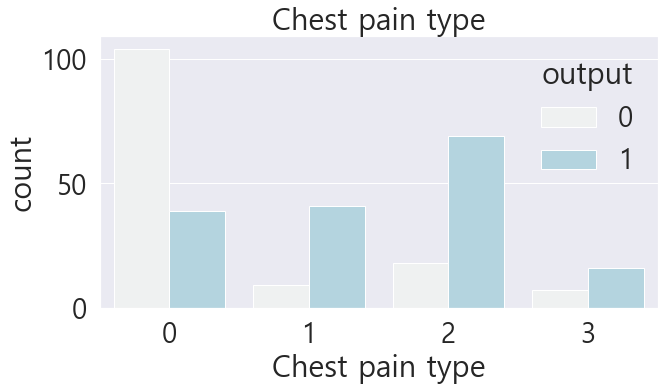 Chest pain type
100
50
0
count
output
0
1
0 1 2 3
Chest pain type